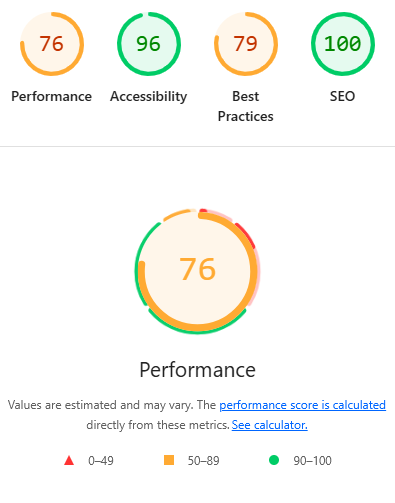 76 96 79 100
Performance Accessibility Best Practices SEO
76
Performance
Values are estimated and may vary. The performance score is calculated
directly from these metrics. See calculator.
0–49 50–89 90–100